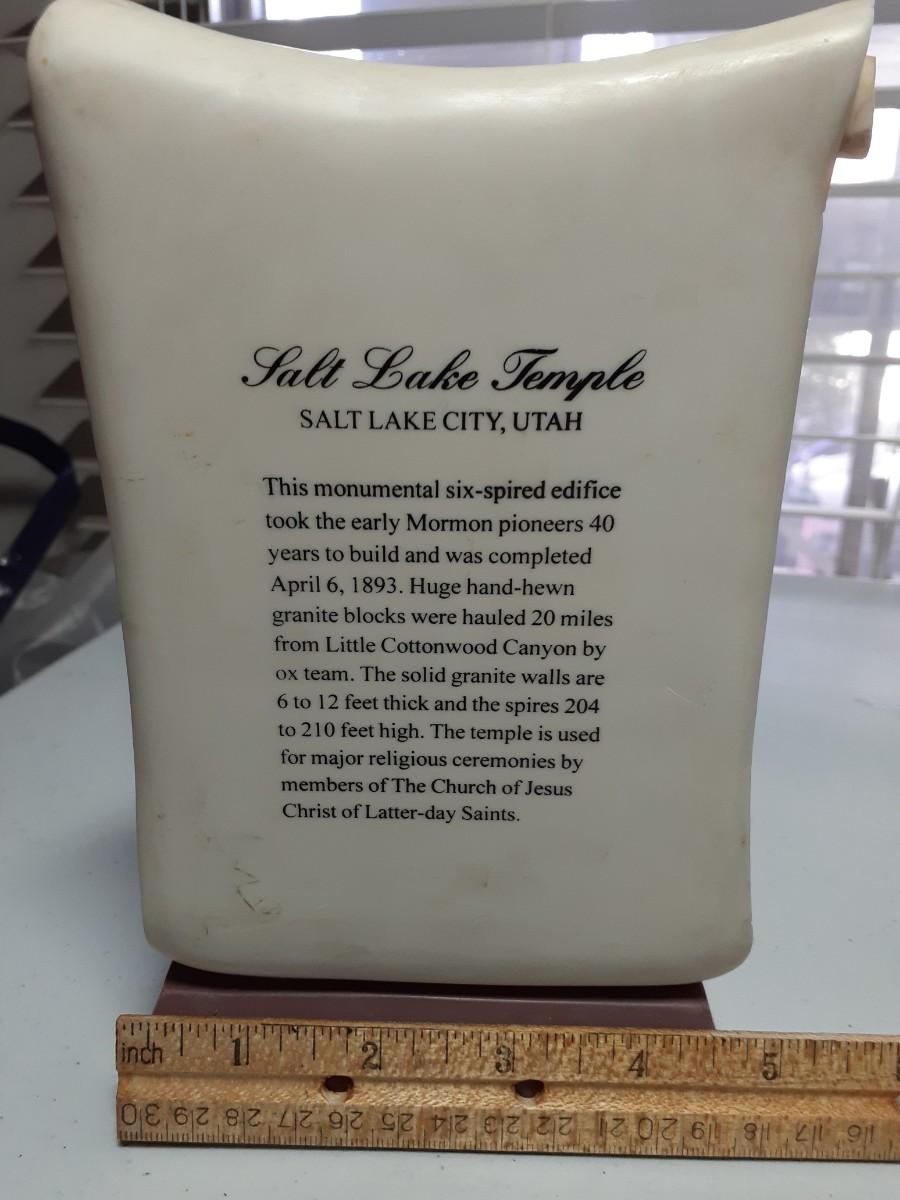 Salt Lake Temple
SALT LAKE CITY, UTAH
This monumental six-spired edifice
took the early Mormon pioneers 40
years to build and was completed
April 6, 1893. Huge hand-hewn
granite blocks were hauled 20 miles
from Little Cottonwood Canyon by
ox team. The solid granite walls are
6 to 12 feet thick and the spires 204
to 210 feet high. The temple is used
for major religious ceremonies by
members of The Church of Jesus
Christ of Latter-day Saints.
inch 1 2 3 4 5
30 29 28 27 26 25 24 23 22 21 20 19 18 17 16